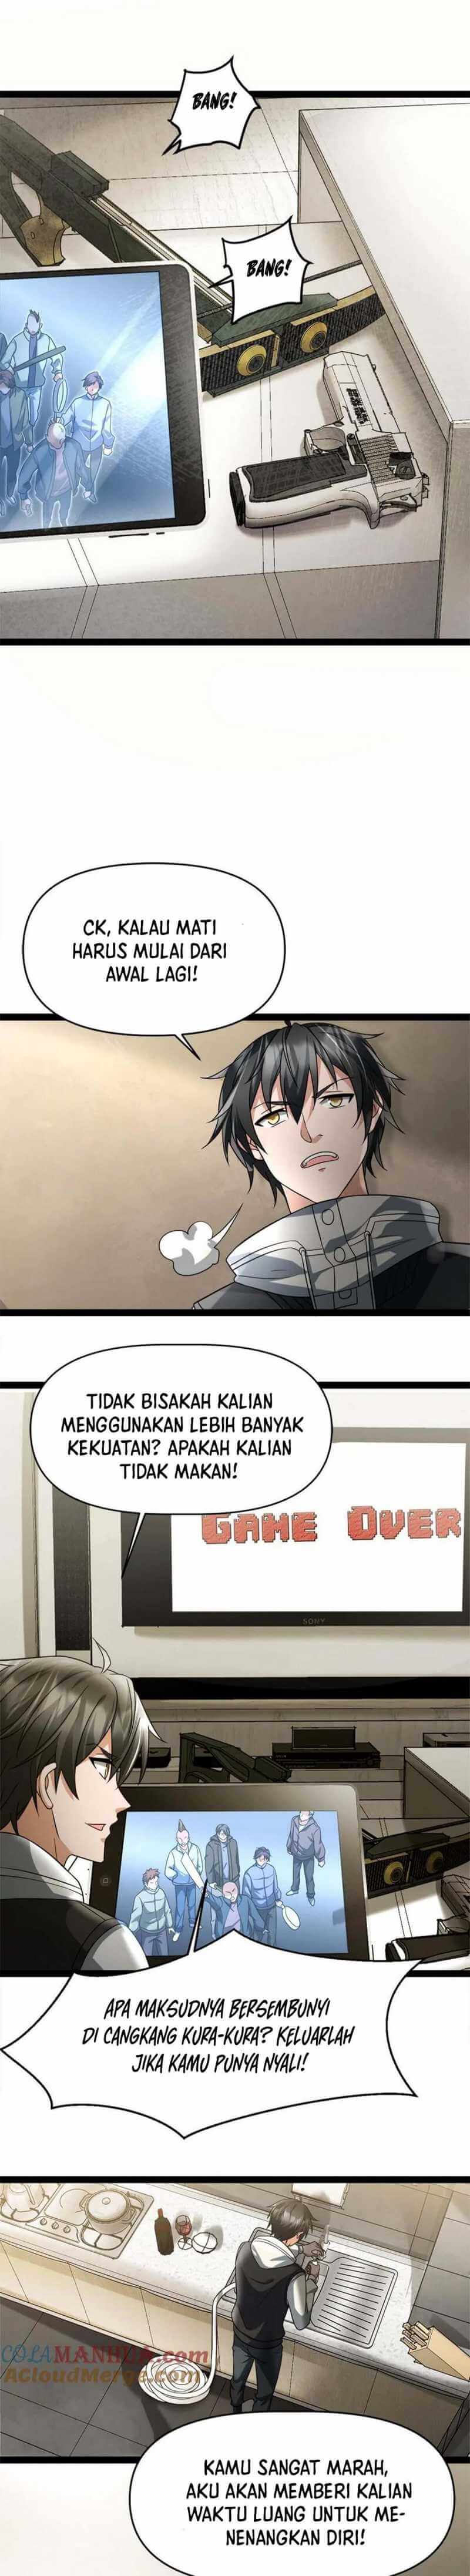 BANG!
BANG!
CK, KALAU MATI
HARUS MULAI DARI
AWAL LAGI!
TIDAK BISAKAH KALIAN
MENGGUNAKAN LEBIH BANYAK
KEKUATAN? APAKAH KALIAN
TIDAK MAKAN!
GAME OVER
SONY
APA MAKSUDNYA BERSEMBUNYI
DI CANGKANG KURA-KURA? KELUARLAH
JIKA KAMU PUNYA NYALI!
COLAMANHUA.COM
ACLOUDMERGE.COM
KAMU SANGAT MARAH,
AKU AKAN MEMBERI KALIAN
WAKTU LUANG UNTUK ME-
NENANGKAN DIRI!